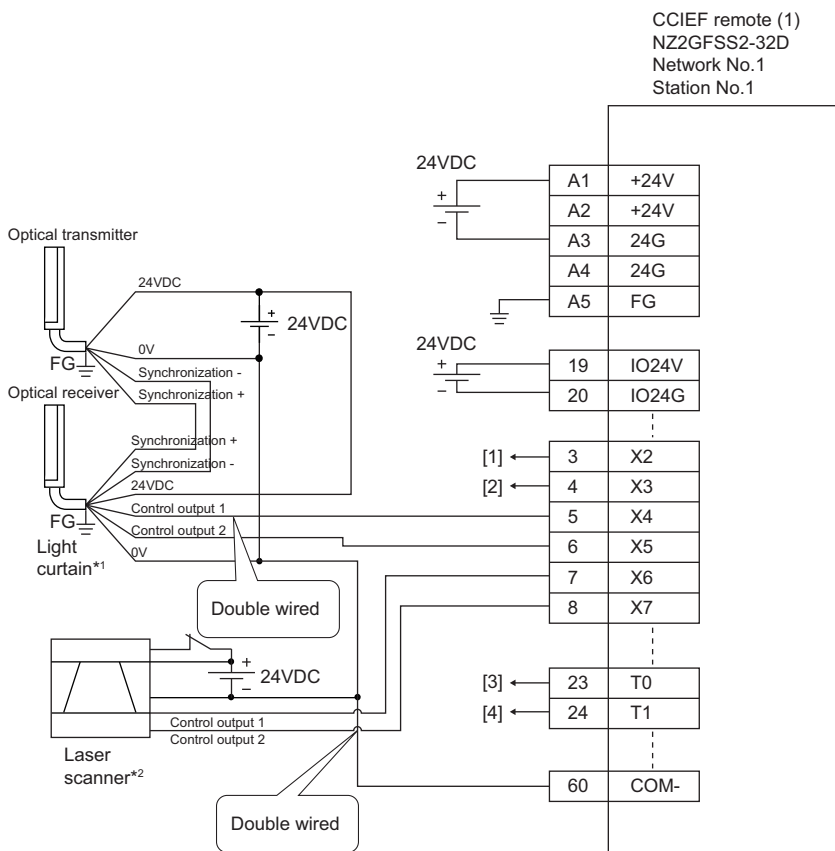 CCIEF remote (1)
NZ2GFSS2-32D
Network No.1
Station No.1
24VDC
+
−
A1 +24V
A2 +24V
A3 24G
A4 24G
A5 FG
Optical transmitter
24VDC
+
−
24VDC
0V
FG
Synchronization -
Synchronization +
24VDC
+
−
19 IO24V
20 IO24G
Optical receiver
Synchronization +
Synchronization -
24VDC
Control output 1
Control output 2
0V
FG
Light
curtain*1
[1] 3 X2
[2] 4 X3
5 X4
6 X5
7 X6
8 X7
Double wired
+
−
24VDC
Control output 1
Control output 2
Laser
scanner*2
[3] 23 T0
[4] 24 T1
60 COM-
Double wired